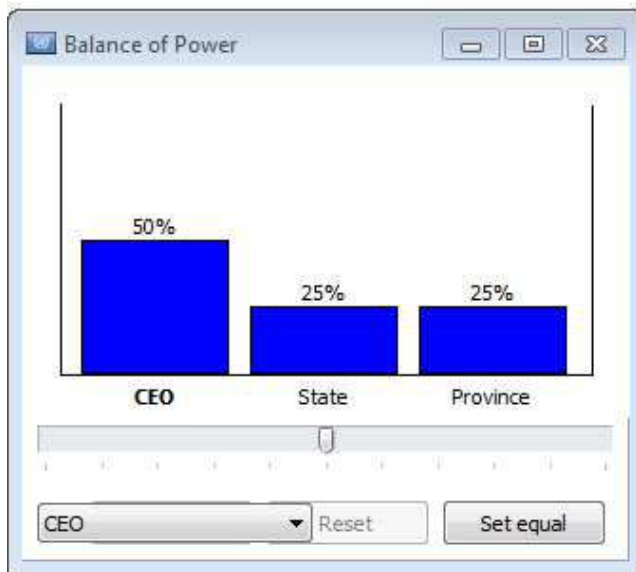 Balance of Power
50%
25% 25%
CEO State Province
CEO Reset Set equal